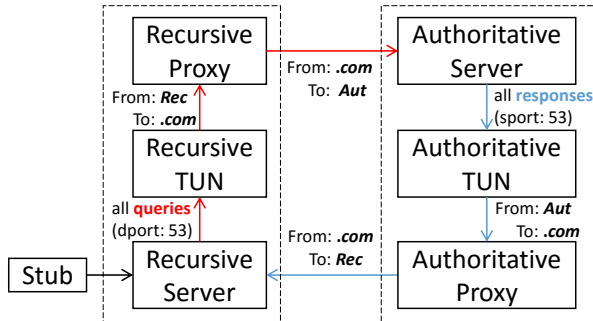 Recursive
Proxy
From: .com
To: Aut
Authoritative
Server
From: Rec
To: .com
all responses
(sport: 53)
Recursive
TUN
Authoritative
TUN
all queries
(dport: 53)
From: Aut
To: .com
From: .com
To: Rec
Stub
Recursive
Server
Authoritative
Proxy